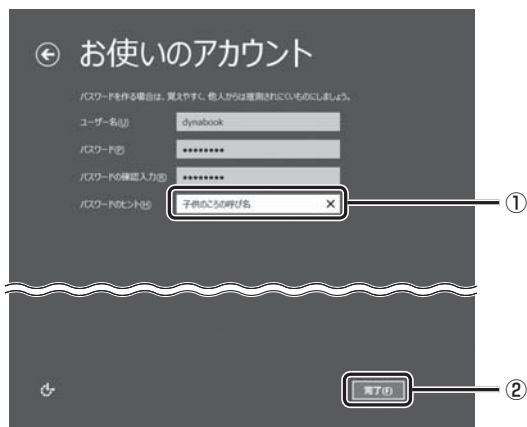 お使いのアカウント
パスワードを作る場合は、覚えやすく、他人からは推測されにくいものにしましょう。
ユーザー名(U)
dynabook
パスワード(P)
••••••••
パスワードの確認入力(R)
••••••••
パスワードのヒント(H)
子供のころの呼び名
①
完了(F)
②